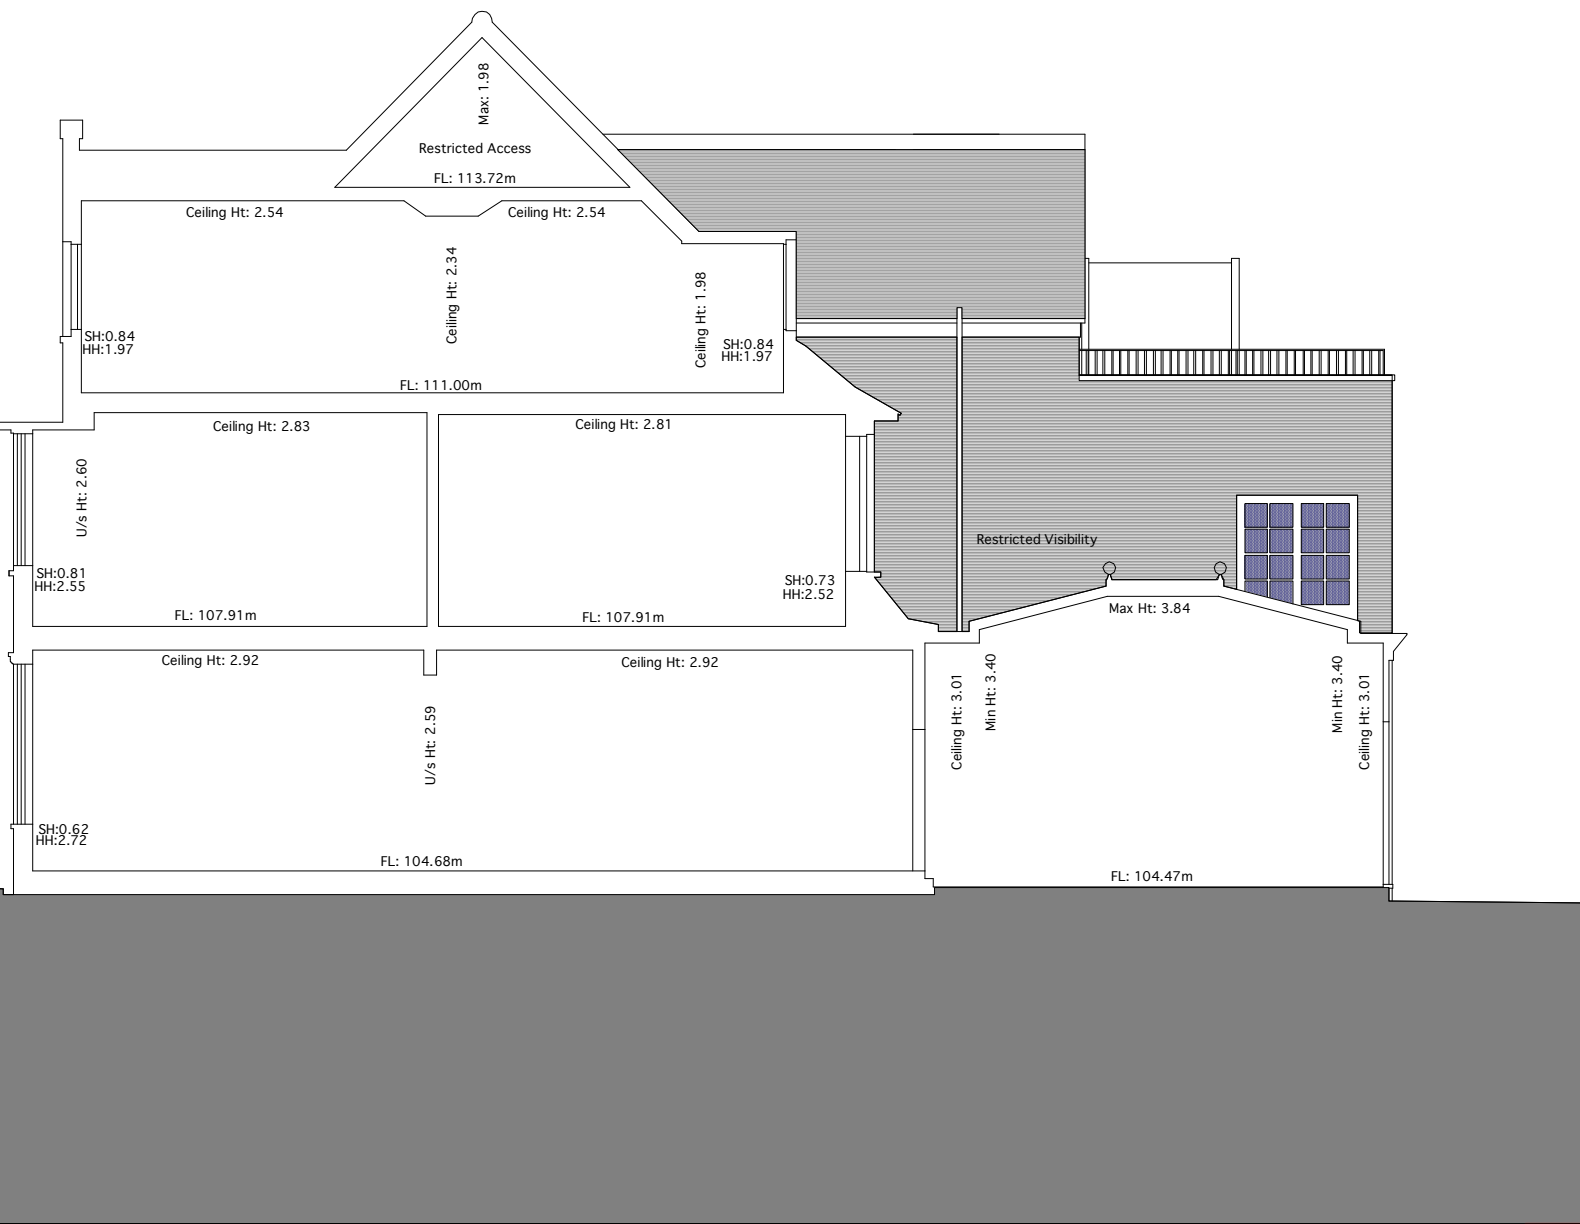 Max: 1.98
Restricted Access
FL: 113.72m
Ceiling Ht: 2.54
Ceiling Ht: 2.54
Ceiling Ht: 2.34
Ceiling Ht: 1.98
SH:0.84
HH:1.97
SH:0.84
HH:1.97
FL: 111.00m
Ceiling Ht: 2.83
Ceiling Ht: 2.81
U/s Ht: 2.60
Restricted Visibility
SH:0.81
HH:2.55
SH:0.73
HH:2.52
FL: 107.91m
FL: 107.91m
Max Ht: 3.84
Ceiling Ht: 2.92
Ceiling Ht: 2.92
U/s Ht: 2.59
Ceiling Ht: 3.01
Min Ht: 3.40
Min Ht: 3.40
Ceiling Ht: 3.01
SH:0.62
HH:2.72
FL: 104.68m
FL: 104.47m